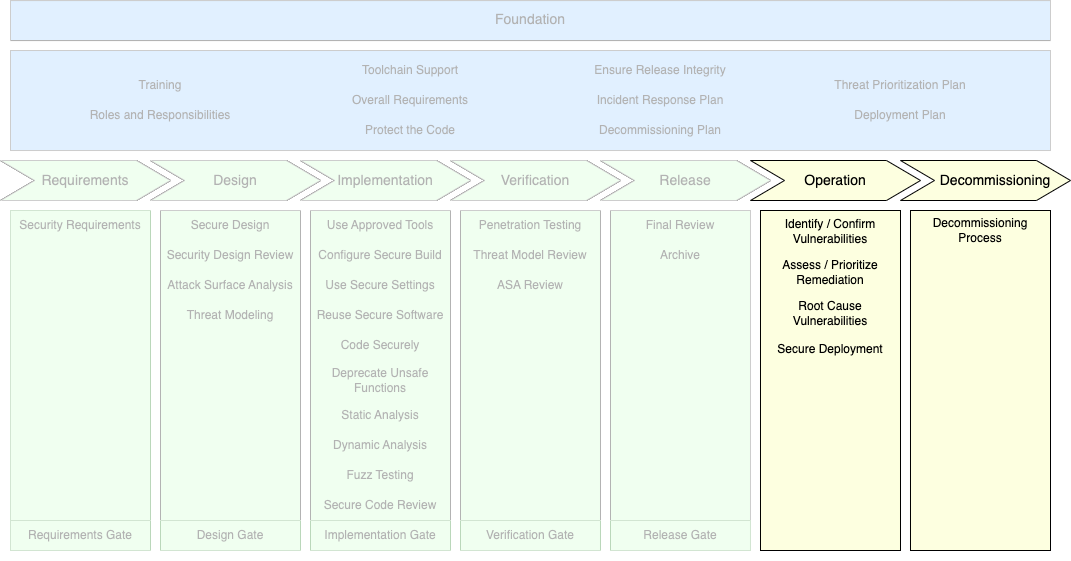 Foundation
Training
Roles and Responsibilities
Toolchain Support
Overall Requirements
Protect the Code
Ensure Release Integrity
Incident Response Plan
Decommissioning Plan
Threat Prioritization Plan
Deployment Plan
Requirements
Design
Implementation
Verification
Release
Operation
Decommissioning
Security Requirements
Requirements Gate
Secure Design
Security Design Review
Attack Surface Analysis
Threat Modeling
Design Gate
Use Approved Tools
Configure Secure Build
Use Secure Settings
Reuse Secure Software
Code Securely
Deprecate Unsafe
Functions
Static Analysis
Dynamic Analysis
Fuzz Testing
Secure Code Review
Implementation Gate
Penetration Testing
Threat Model Review
ASA Review
Verification Gate
Final Review
Archive
Release Gate
Identify / Confirm
Vulnerabilities
Assess / Prioritize
Remediation
Root Cause
Vulnerabilities
Secure Deployment
Decommissioning
Process